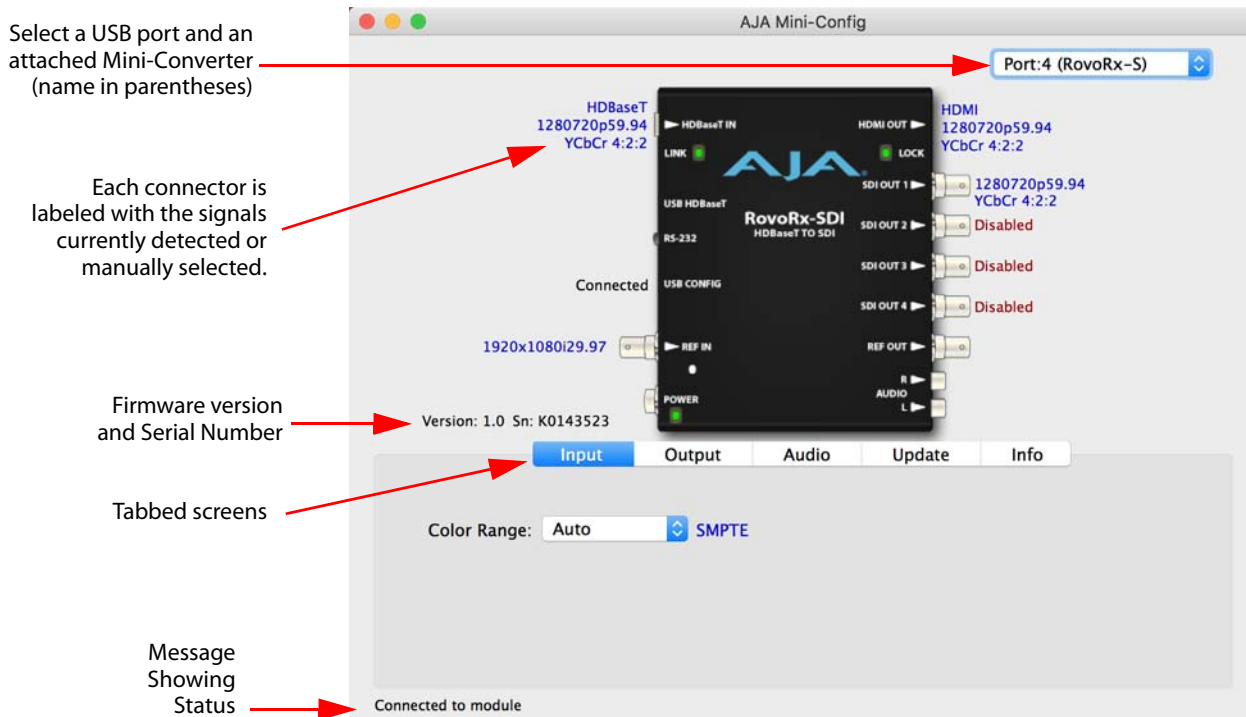 AJA Mini-Config
Select a USB port and an
attached Mini-Converter
(name in parentheses)
Port:4 (RovoRx-S)
HDBaseT
1280720p59.94
YCbCr 4:2:2
HDBaseT IN
LINK
HDMI OUT
LOCK
HDMI
1280720p59.94
YCbCr 4:2:2
AJA
Each connector is
labeled with the signals
currently detected or
manually selected.
USB HDBaseT
RS-232
RovoRx-SDI
HDBaseT TO SDI
SDI OUT 1
1280720p59.94
YCbCr 4:2:2
SDI OUT 2
Disabled
SDI OUT 3
Disabled
Connected
USB CONFIG
SDI OUT 4
Disabled
1920x1080i29.97
REF IN
REF OUT
R
AUDIO
L
POWER
Firmware version
and Serial Number
Version: 1.0 Sn: K0143523
Tabbed screens
Input
Output
Audio
Update
Info
Color Range:
Auto
SMPTE
Message
Showing
Status
Connected to module